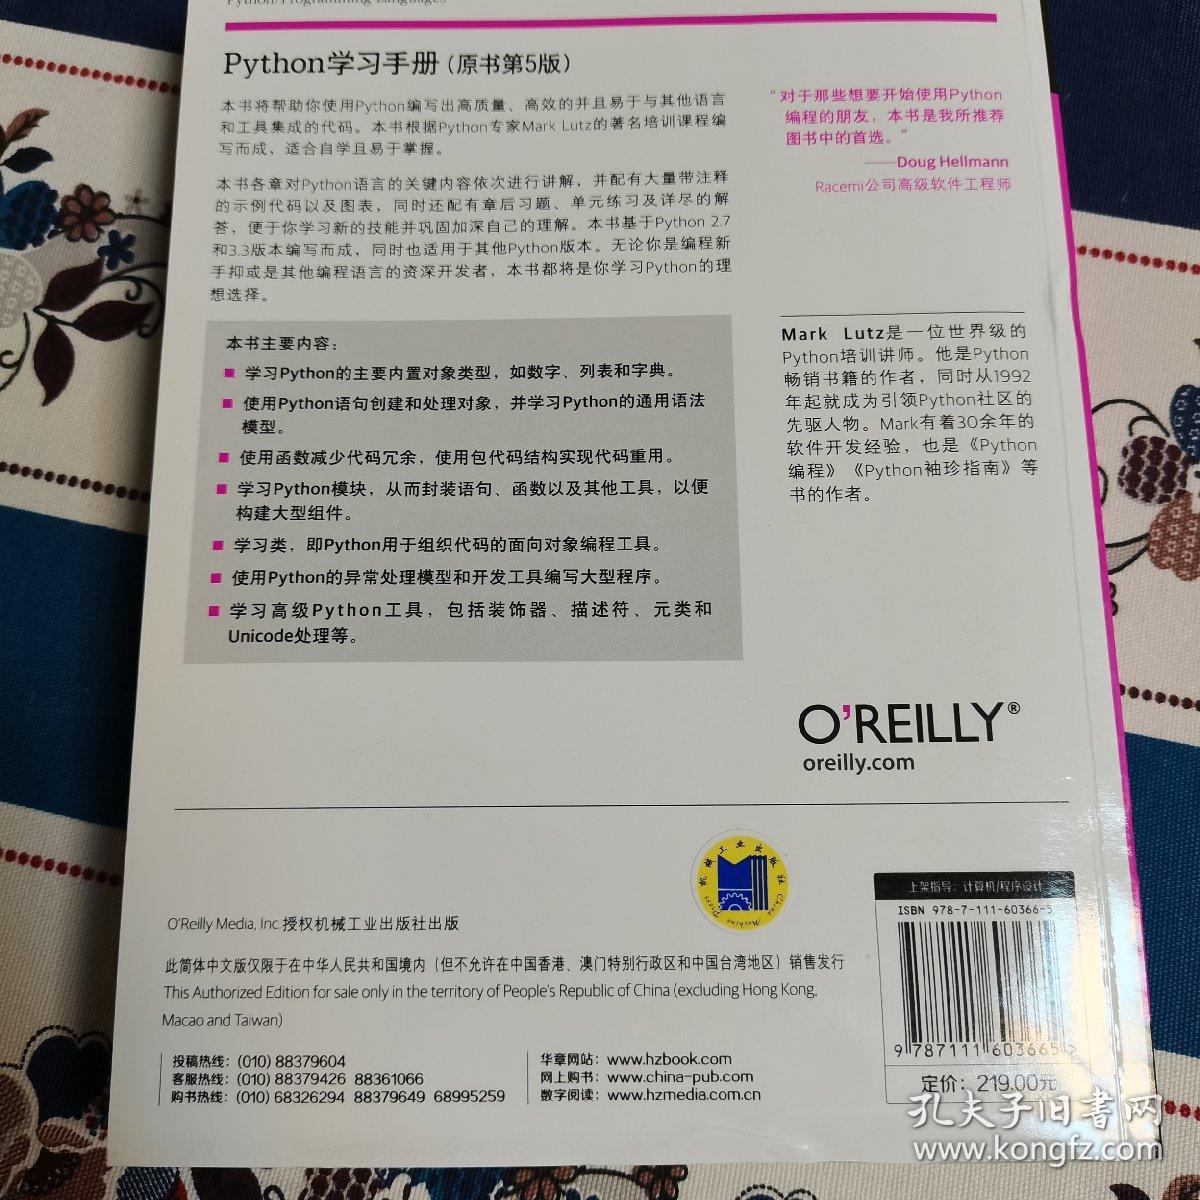 Python/Programming Languages
Python学习手册（原书第5版）
本书将帮助你使用Python编写出高质量、高效的并且易于与其他语言
和工具集成的代码。本书根据Python专家Mark Lutz的著名培训课程编
写而成，适合自学且易于掌握。
本书各章对Python语言的关键内容依次进行讲解，并配有大量带注释
的示例代码以及图表，同时还配有章后习题、单元练习及详尽的解
答，便于你学习新的技能并巩固加深自己的理解。本书基于Python 2.7
和3.3版本编写而成，同时也适用于其他Python版本。无论你是编程新
手抑或是其他编程语言的资深开发者，本书都将是你学习Python的理
想选择。
“对于那些想要开始使用Python
编程的朋友，本书是我所推荐
图书中的首选。”
——Doug Hellmann
Racemi公司高级软件工程师
本书主要内容：
学习Python的主要内置对象类型，如数字、列表和字典。
使用Python语句创建和处理对象，并学习Python的通用语法
模型。
使用函数减少代码冗余，使用包代码结构实现代码重用。
学习Python模块，从而封装语句、函数以及其他工具，以便
构建大型组件。
学习类，即Python用于组织代码的面向对象编程工具。
使用Python的异常处理模型和开发工具编写大型程序。
学习高级Python工具，包括装饰器、描述符、元类和
Unicode处理等。
Mark Lutz是一位世界级的
Python培训讲师。他是Python
畅销书籍的作者，同时从1992
年起就成为引领Python社区的
先驱人物。Mark有着30余年的
软件开发经验，也是《Python
编程》《Python袖珍指南》等
书的作者。
O'REILLY®
oreilly.com
机械工业出版社
China Machine Press
O'Reilly Media, Inc.授权机械工业出版社出版
此简体中文版仅限于在中华人民共和国境内（但不允许在中国香港、澳门特别行政区和中国台湾地区）销售发行
This Authorized Edition for sale only in the territory of People's Republic of China (excluding Hong Kong,
Macao and Taiwan)
投稿热线：(010) 88379604
客服热线：(010) 88379426 88361066
购书热线：(010) 68326294 88379649 68995259
华章网站：www.hzbook.com
网上购书：www.china-pub.com
数字阅读：www.hzmedia.com.cn
上架指导：计算机/程序设计
ISBN 978-7-111-60366-5
9 787111 603665 >
定价：219.00元
孔夫子旧书网
www.kongfz.com